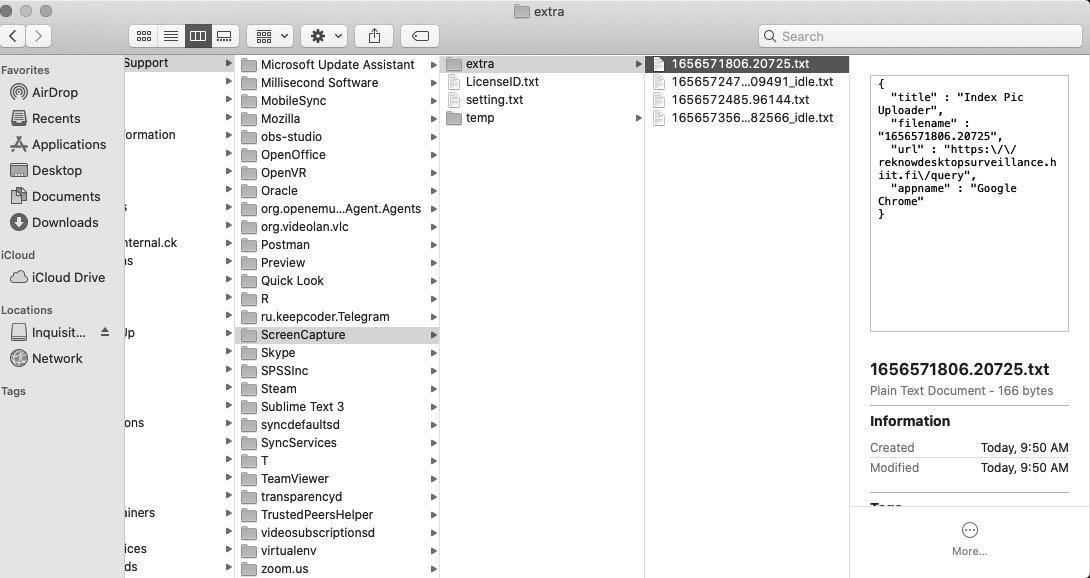 extra
Search
Favorites
AirDrop
Recents
Applications
Desktop
Documents
Downloads
iCloud
iCloud Drive
Locations
Inquisit...
Network
Tags
Support
ormation
s
nternal.ck
ns
Up
ons
ainers
ices
ds
Microsoft Update Assistant
Millisecond Software
MobileSync
Mozilla
obs-studio
OpenOffice
OpenVR
Oracle
org.openemu...Agent.Agents
org.videolan.vlc
Postman
Preview
Quick Look
R
ru.keepcoder.Telegram
ScreenCapture
Skype
SPSSInc
Steam
Sublime Text 3
syncdefaultsd
SyncServices
T
TeamViewer
transparencyd
TrustedPeersHelper
videosubscriptionsd
virtualenv
zoom.us
extra
LicenseID.txt
setting.txt
temp
1656571806.20725.txt
165657247...09491_idle.txt
1656572485.96144.txt
165657356...82566_idle.txt
{
"title" : "Index Pic
Uploader",
"filename" :
"1656571806.20725",
"url" : "https:\/\/
reknowdesktopsurveillance.h
iit.fi\/query",
"appname" : "Google
Chrome"
}
1656571806.20725.txt
Plain Text Document - 166 bytes
Information
Created Today, 9:50 AM
Modified Today, 9:50 AM
Tags
More...